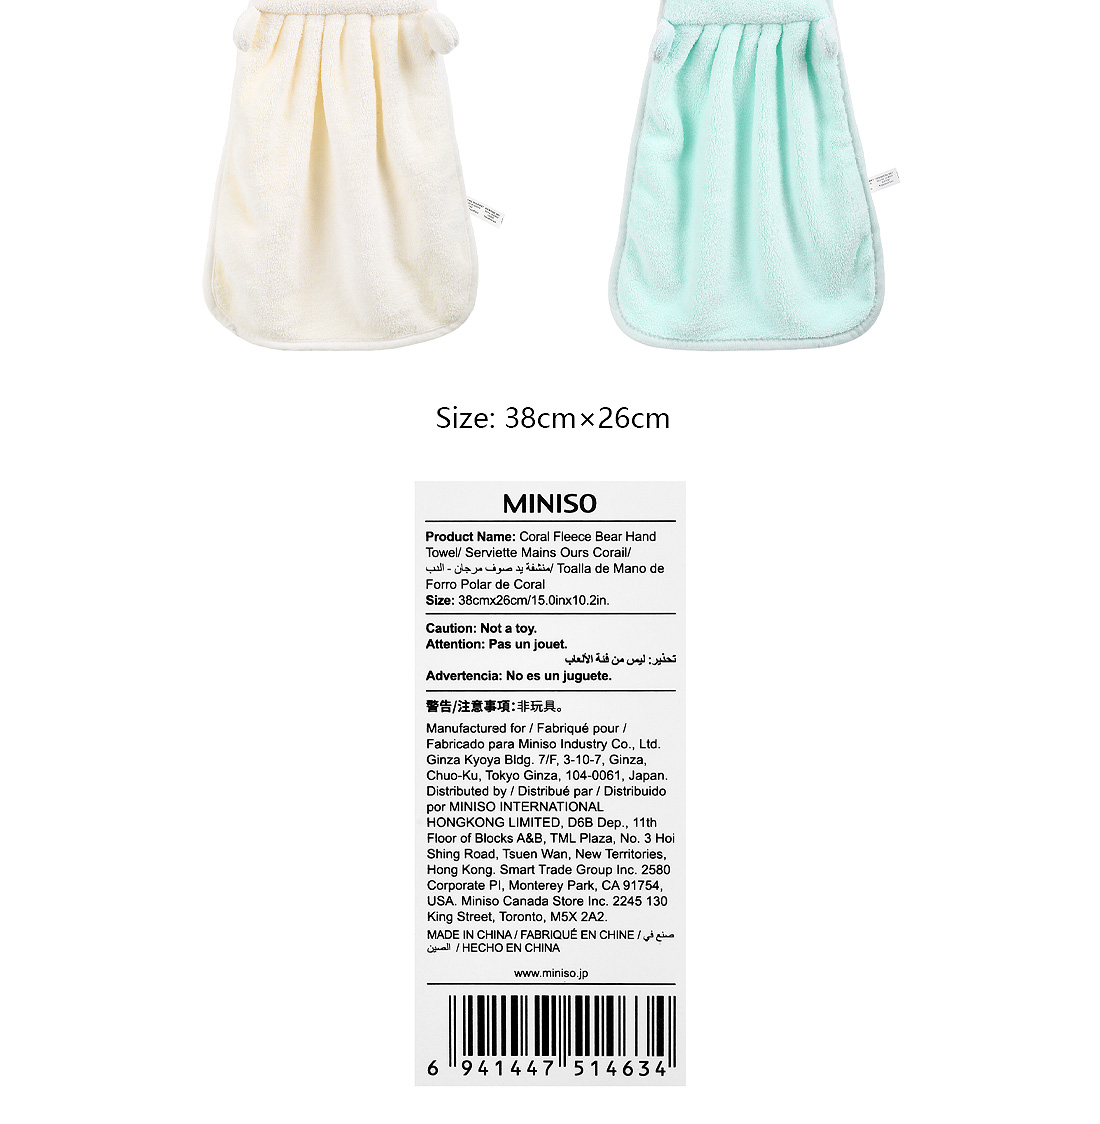 Size: 38cm×26cm
MINISO
Product Name: Coral Fleece Bear Hand
Towel/ Serviette Mains Ours Corail/
منشفة يد صوف مرجان - الدب/ Toalla de Mano de
Forro Polar de Coral
Size: 38cmx26cm/15.0inx10.2in.
Caution: Not a toy.
Attention: Pas un jouet.
تحذير: ليس من فئة الألعاب
Advertencia: No es un juguete.
警告/注意事項:非玩具。
Manufactured for / Fabriqué pour /
Fabricado para Miniso Industry Co., Ltd.
Ginza Kyoya Bldg. 7/F, 3-10-7, Ginza,
Chuo-Ku, Tokyo Ginza, 104-0061, Japan.
Distributed by / Distribué par / Distribuido
por MINISO INTERNATIONAL
HONGKONG LIMITED, D6B Dep., 11th
Floor of Blocks A&B, TML Plaza, No. 3 Hoi
Shing Road, Tsuen Wan, New Territories,
Hong Kong. Smart Trade Group Inc. 2580
Corporate Pl, Monterey Park, CA 91754,
USA. Miniso Canada Store Inc. 2245 130
King Street, Toronto, M5X 2A2.
MADE IN CHINA / FABRIQUÉ EN CHINE / صنع في
الصين / HECHO EN CHINA
www.miniso.jp
6 941447 514634